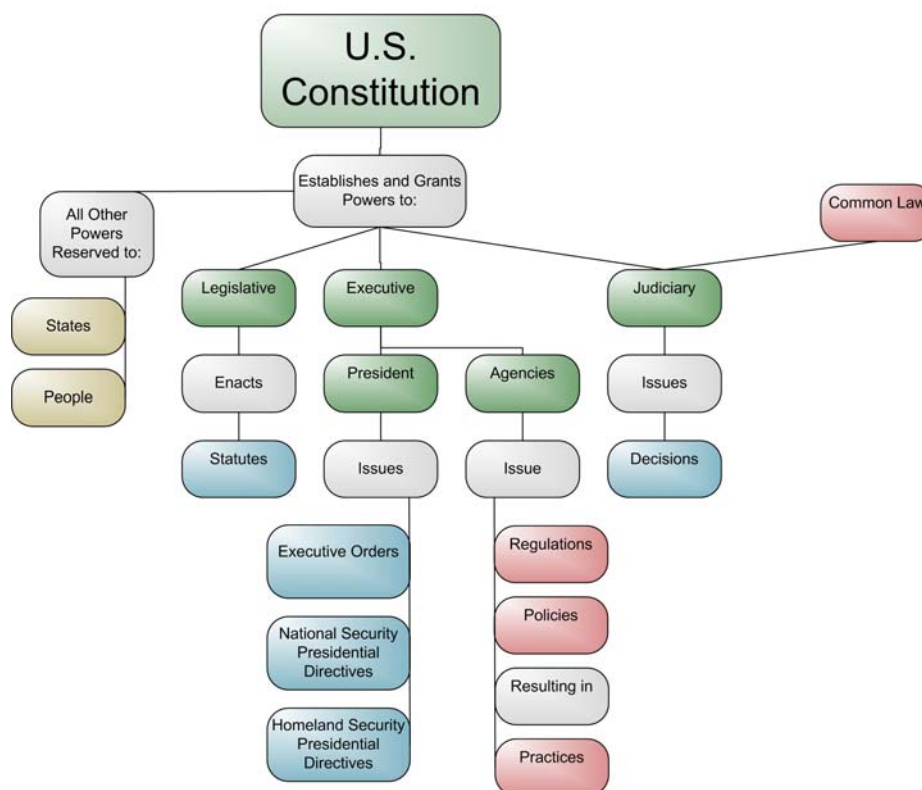 U.S.
Constitution
Establishes and Grants
Powers to:
Common Law
All Other
Powers
Reserved to:
States
People
Legislative
Executive
Judiciary
Enacts
President
Agencies
Issues
Statutes
Issues
Issue
Decisions
Executive Orders
National Security
Presidential
Directives
Homeland Security
Presidential
Directives
Regulations
Policies
Resulting in
Practices